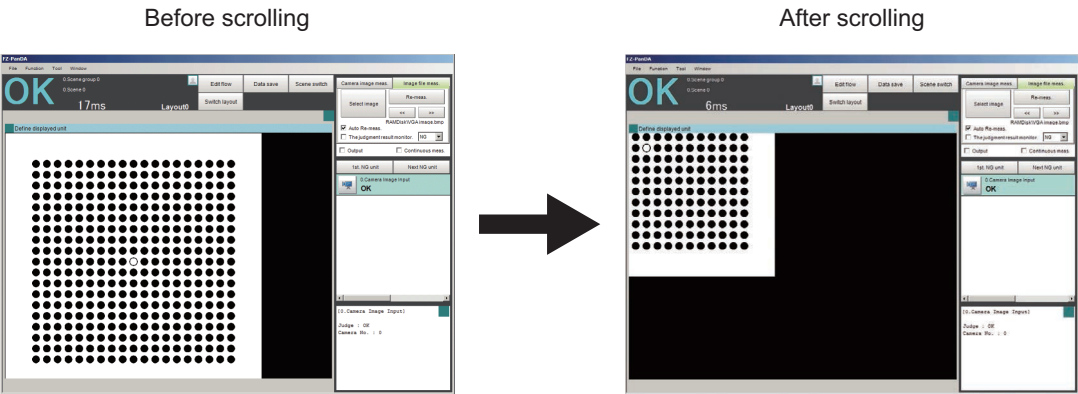 Before scrolling
After scrolling
FZ-PanDA
File Function Tool Window
OK
0.Scene group 0
0.Scene 0
17ms
Layout0
Edit flow
Data save
Scene switch
Switch layout
Define displayed unit
Camera image meas.
Image file meas.
Select image
Re-meas.
<<
>>
RAMDisk\VGA image.bmp
Auto Re-meas.
The judgment result monitor. NG
Output
Continuous meas.
1st. NG unit
Next NG unit
0.Camera Image Input
OK
[0.Camera Image Input]
Judge : OK
Camera No. : 0
FZ-PanDA
File Function Tool Window
OK
0.Scene group 0
0.Scene 0
6ms
Layout0
Edit flow
Data save
Scene switch
Switch layout
Define displayed unit
Camera image meas.
Image file meas.
Select image
Re-meas.
<<
>>
RAMDisk\VGA image.bmp
Auto Re-meas.
The judgment result monitor. NG
Output
Continuous meas.
1st. NG unit
Next NG unit
0.Camera Image Input
OK
[0.Camera Image Input]
Judge : OK
Camera No. : 0